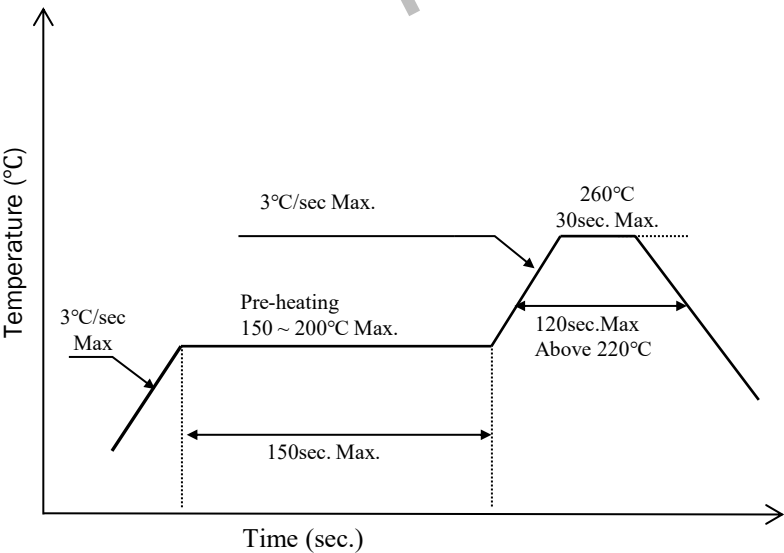 Temperature (℃)
3℃/sec Max.
260℃
30sec. Max.
3℃/sec
Max
Pre-heating
150 ~ 200℃ Max.
120sec.Max
Above 220℃
150sec. Max.
Time (sec.)